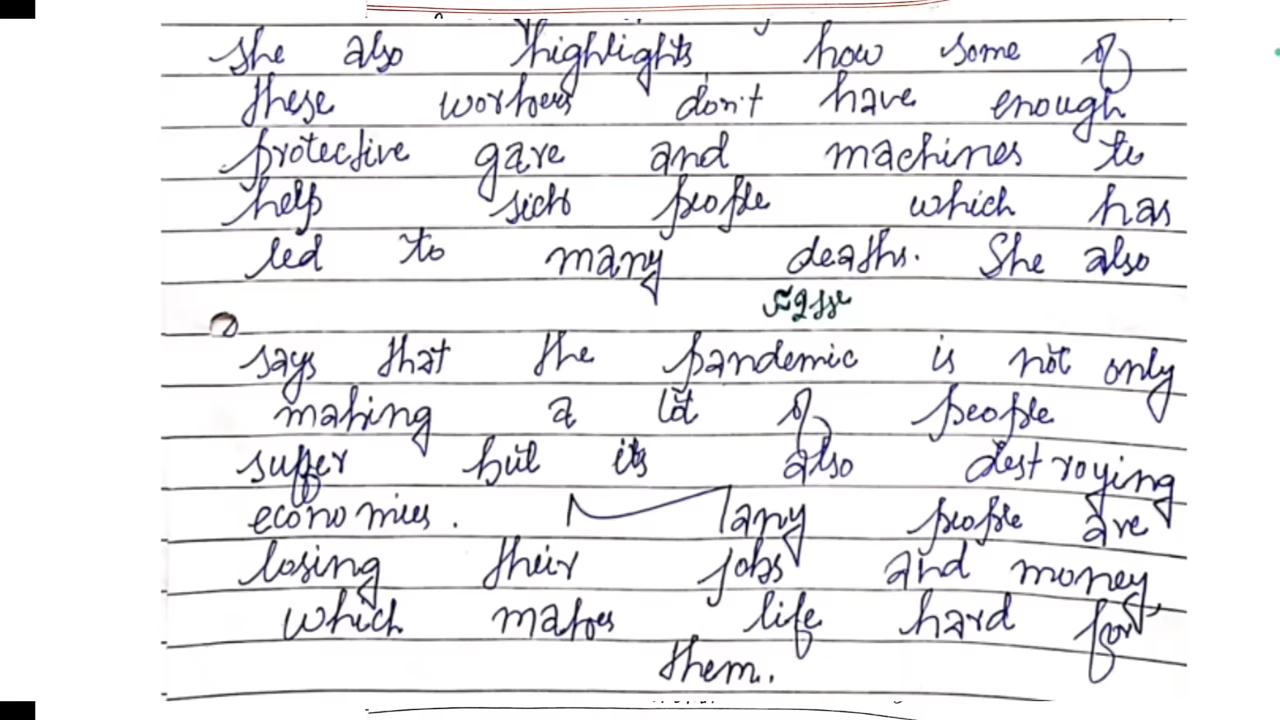 she also highlights how some of
these workers don't have enough
protective gare and machines to
help sick people which has
led to many deaths. She also
says that the pandemic is not only
making a lot of people
suffer but its also destroying
economies. Many people are
losing their jobs and money,
which makes life hard for
them.